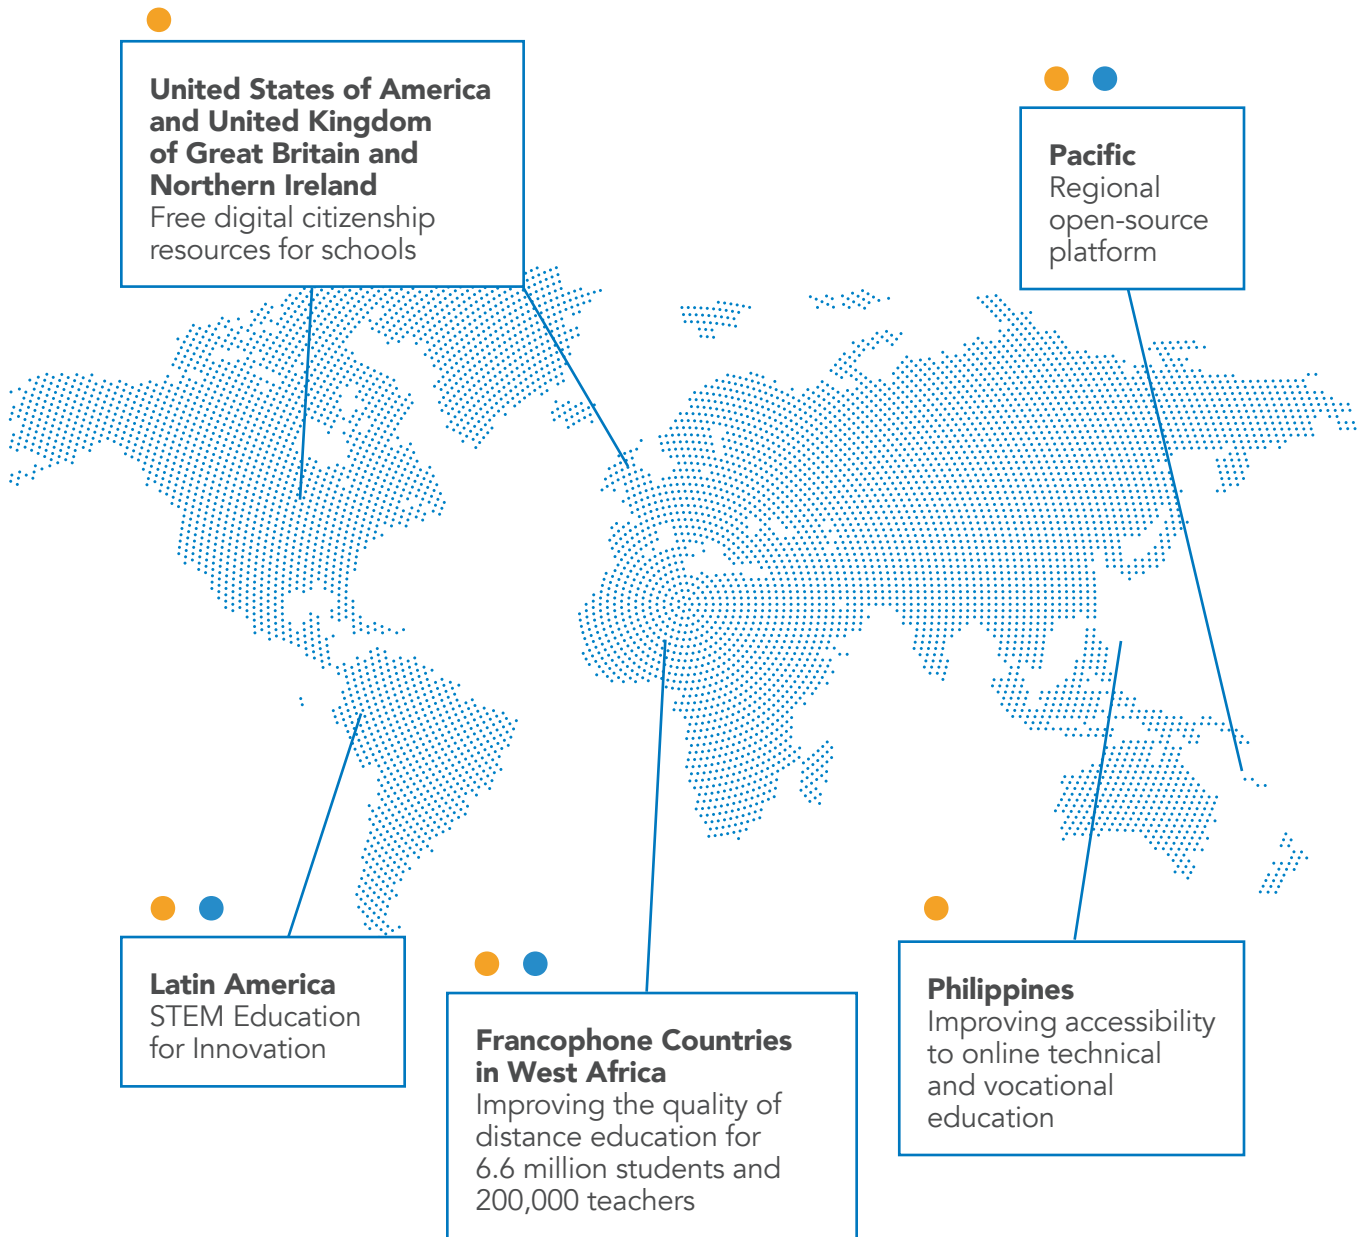 United States of America
and United Kingdom
of Great Britain and
Northern Ireland
Free digital citizenship
resources for schools
Pacific
Regional
open-source
platform
Latin America
STEM Education
for Innovation
Francophone Countries
in West Africa
Improving the quality of
distance education for
6.6 million students and
200,000 teachers
Philippines
Improving accessibility
to online technical
and vocational
education